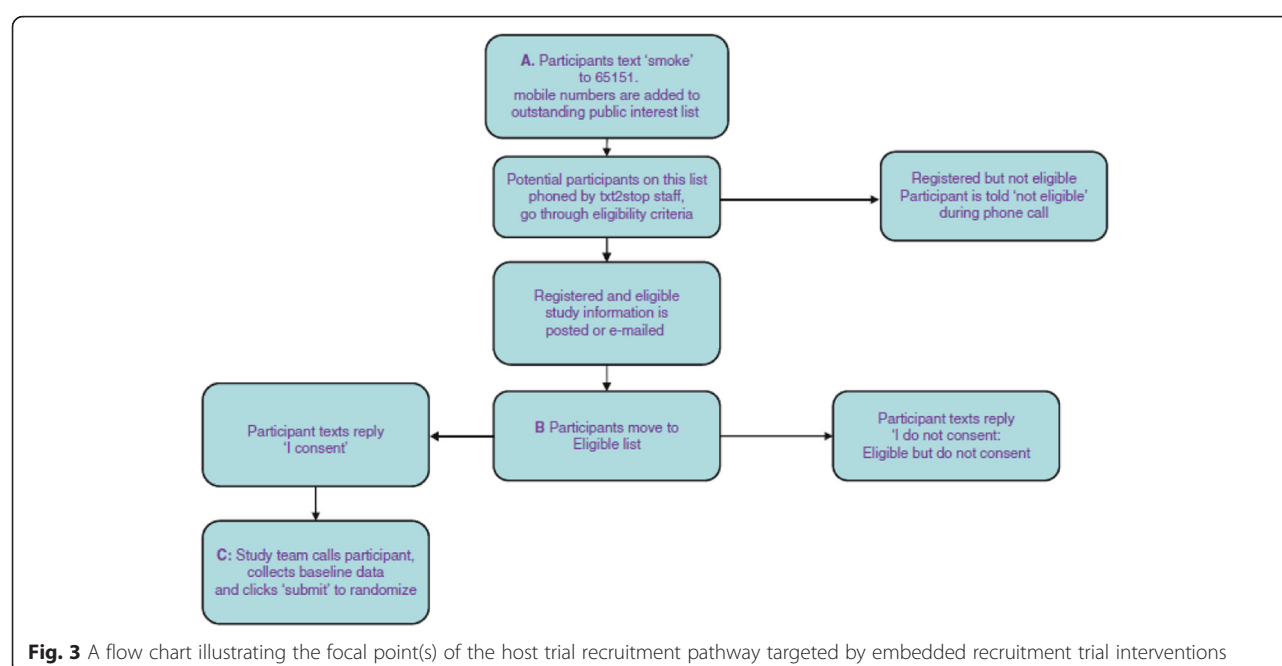 A. Participants text ‘smoke’
to 65151.
mobile numbers are added to
outstanding public interest list
Potential participants on this list
phoned by txt2stop staff,
go through eligibility criteria
Registered but not eligible
Participant is told ‘not eligible’
during phone call
Registered and eligible
study information is
posted or e-mailed
Participant texts reply
‘I consent’
B Participants move to
Eligible list
Participant texts reply
‘I do not consent:
Eligible but do not consent
C: Study team calls participant,
collects baseline data
and clicks ‘submit’ to randomize
Fig. 3 A flow chart illustrating the focal point(s) of the host trial recruitment pathway targeted by embedded recruitment trial interventions